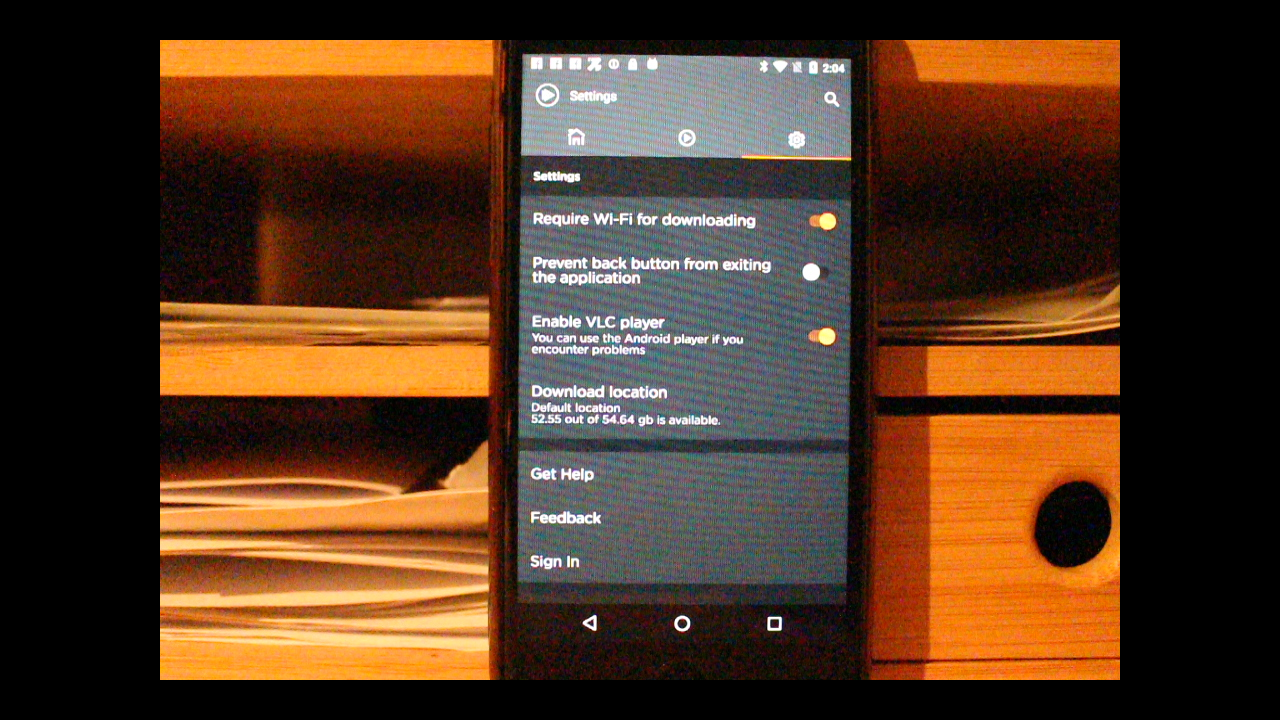 2:04
Settings
Settings
Require Wi-Fi for downloading
Prevent back button from exiting
the application
Enable VLC player
You can use the Android player if you
encounter problems
Download location
Default location
52.55 out of 54.64 gb is available.
Get Help
Feedback
Sign In